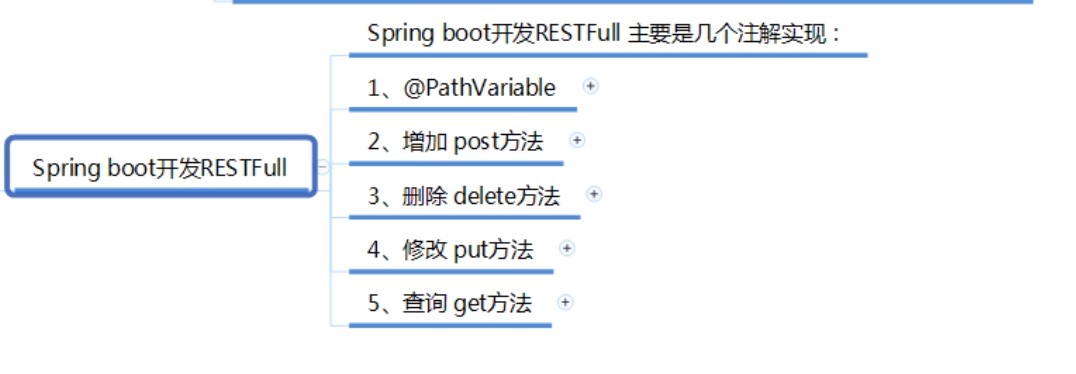 Spring boot开发RESTFull 主要是几个注解实现：
1、@PathVariable
2、增加 post方法
Spring boot开发RESTFull
3、删除 delete方法
4、修改 put方法
5、查询 get方法